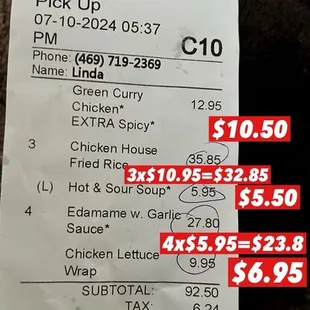 Pick Up
07-10-2024 05:37
PM
C10
Phone: (469) 719-2369
Name: Linda
Green Curry
Chicken* 12.95
EXTRA Spicy*
$10.50
3 Chicken House
Fried Rice 35.85
3x$10.95=$32.85
(L) Hot & Sour Soup* 5.95
$5.50
4 Edamame w. Garlic
Sauce* 27.80
4x$5.95=$23.8
Chicken Lettuce 9.95
Wrap
$6.95
SUBTOTAL: 92.50
TAX: 6.24